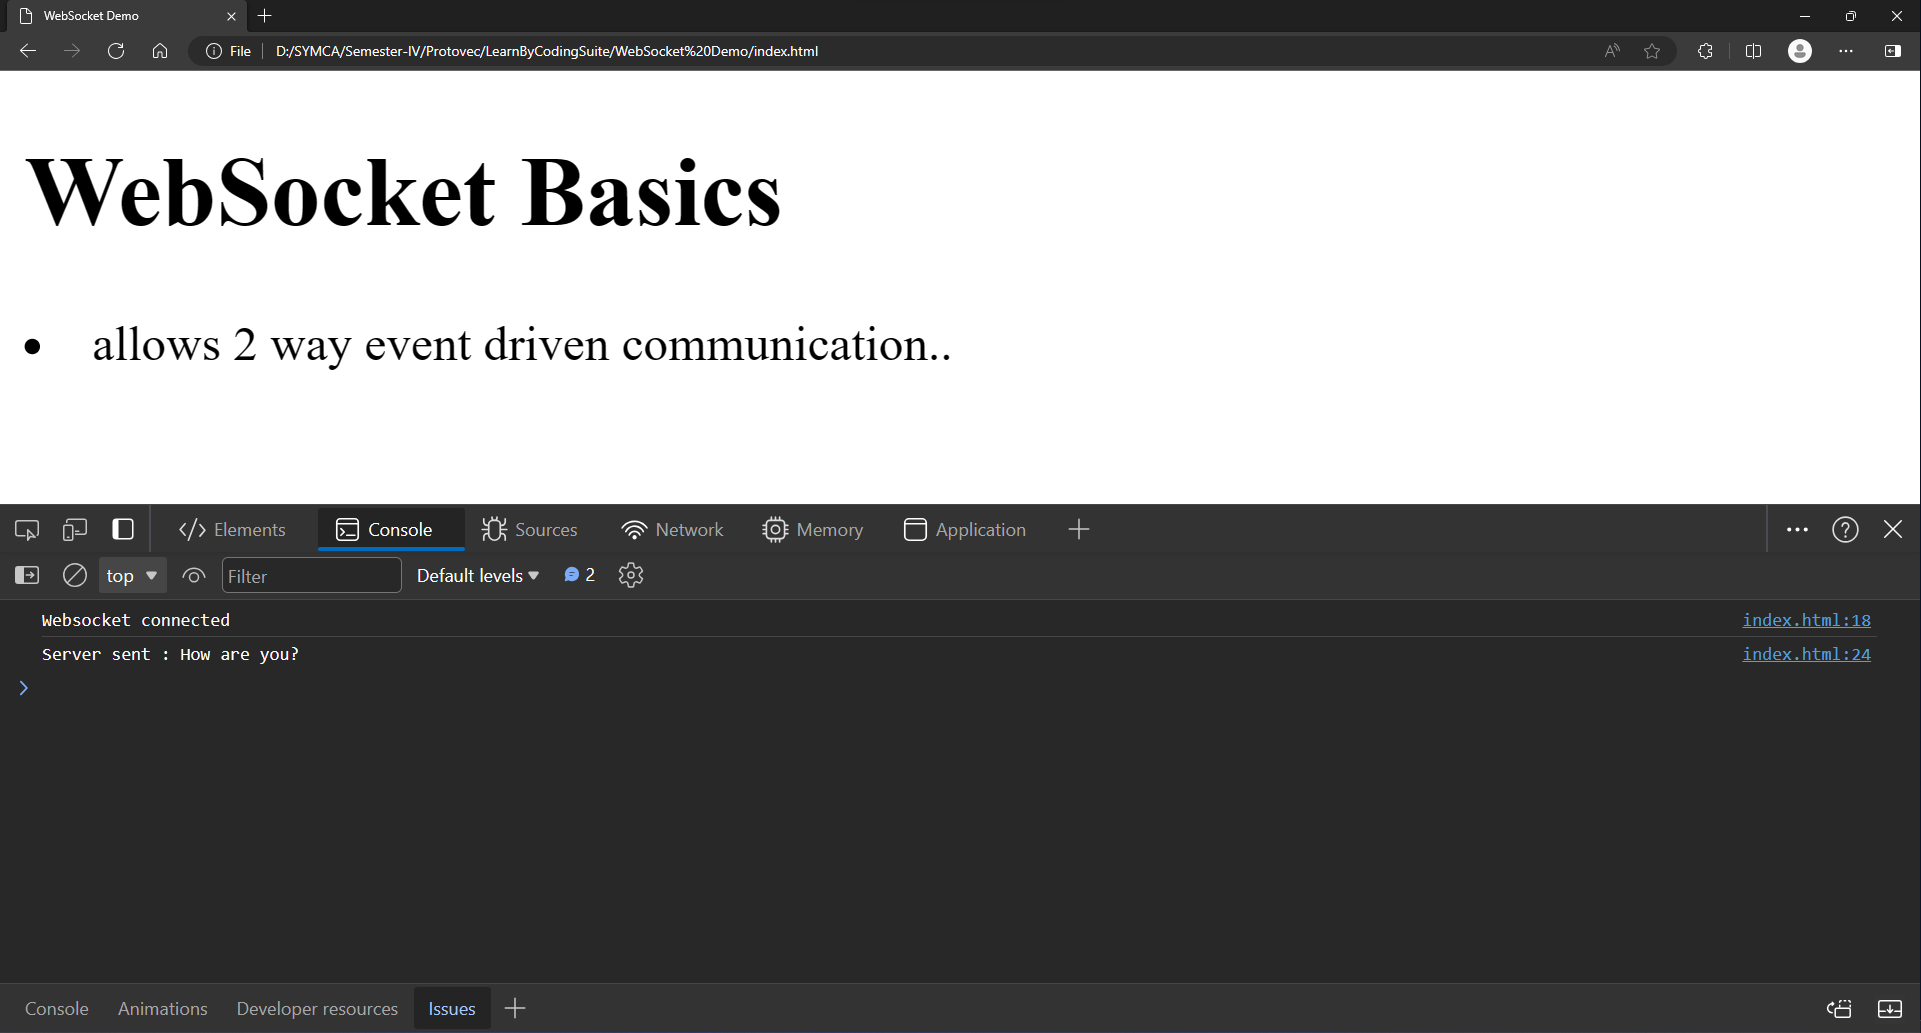 WebSocket Demo
File D:/SYMCA/Semester-IV/Protovec/LearnByCodingSuite/WebSocket%20Demo/index.html
WebSocket Basics
• allows 2 way event driven communication..
Elements Console Sources Network Memory Application
top Filter Default levels 2
Websocket connected index.html:18
Server sent : How are you? index.html:24
Console Animations Developer resources Issues